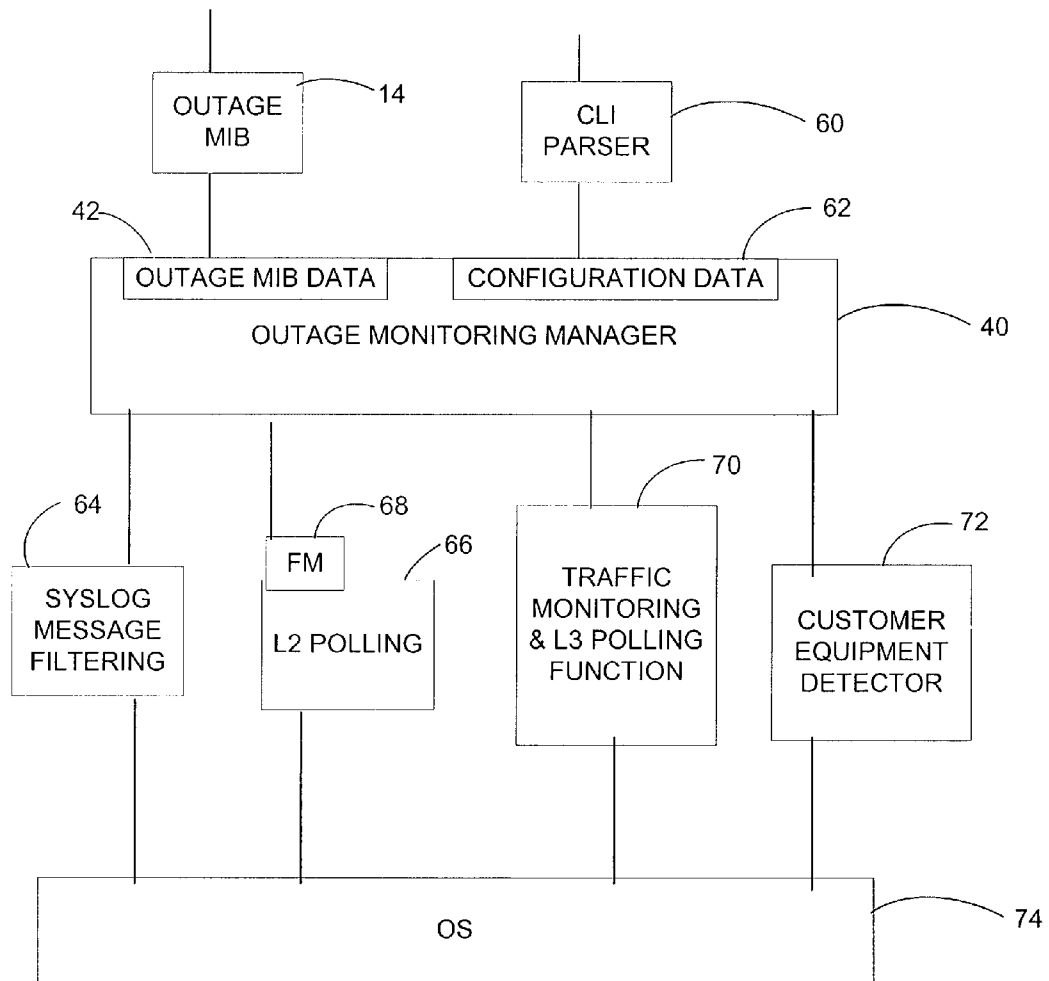 OUTAGE
MIB
14
CLI
PARSER
60
42
62
OUTAGE MIB DATA
CONFIGURATION DATA
OUTAGE MONITORING MANAGER
40
64
SYSLOG
MESSAGE
FILTERING
68
FM
66
L2 POLLING
70
TRAFFIC
MONITORING
& L3 POLLING
FUNCTION
72
CUSTOMER
EQUIPMENT
DETECTOR
OS
74